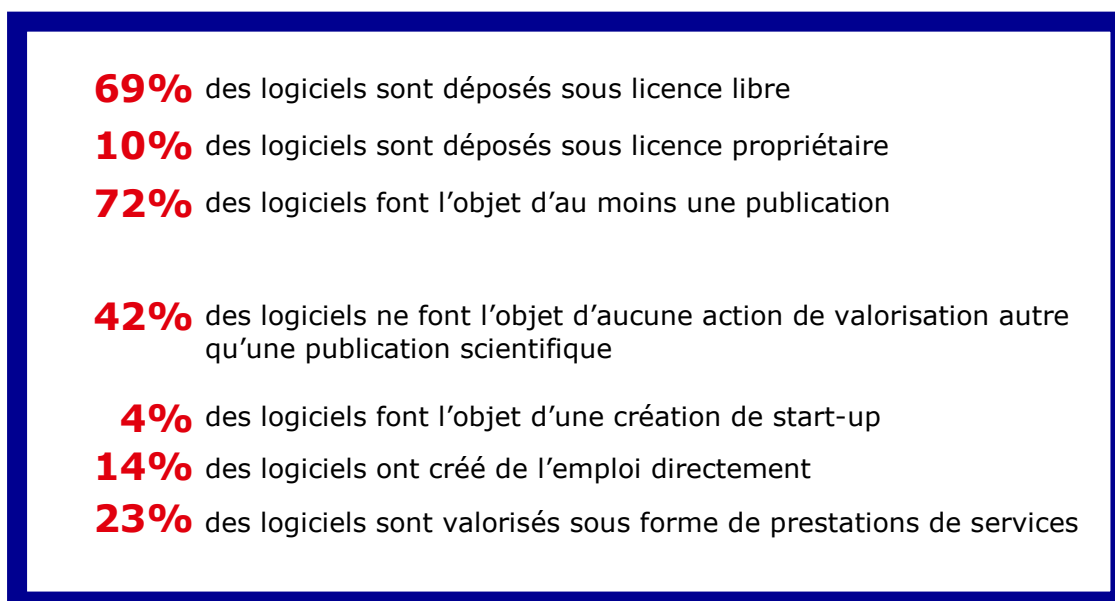 69% des logiciels sont déposés sous licence libre
10% des logiciels sont déposés sous licence propriétaire
72% des logiciels font l’objet d’au moins une publication
42% des logiciels ne font l’objet d’aucune action de valorisation autre
qu’une publication scientifique
4% des logiciels font l’objet d’une création de start-up
14% des logiciels ont créé de l’emploi directement
23% des logiciels sont valorisés sous forme de prestations de services